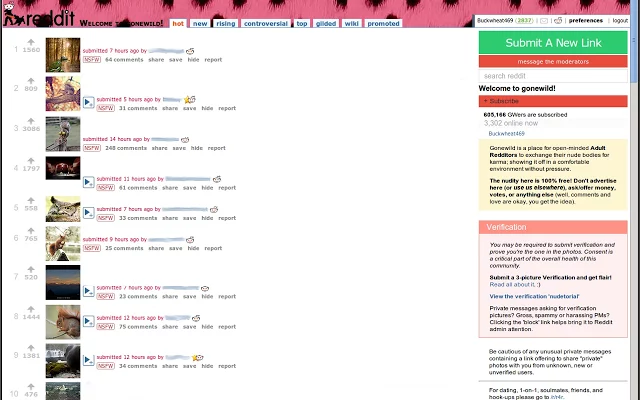 reddit WELCOME TO GONEWILD! hot new rising controversial top gilded wiki promoted
Buckwheat469 (2837) | | | preferences | logout
1 1560
submitted 7 hours ago by
NSFW 64 comments share save hide report
2 809
submitted 5 hours ago by
NSFW 31 comments share save hide report
3 3086
submitted 14 hours ago by
NSFW 248 comments share save hide report
4 1797
submitted 11 hours ago by
NSFW 61 comments share save hide report
5 558
submitted 7 hours ago by
NSFW 33 comments share save hide report
6 765
submitted 9 hours ago by
NSFW 25 comments share save hide report
7 526
submitted 7 hours ago by
NSFW 23 comments share save hide report
8 1444
submitted 12 hours ago by
NSFW 75 comments share save hide report
9 1381
submitted 12 hours ago by
NSFW 34 comments share save hide report
10 476
Submit A New Link
message the moderators
search reddit
Welcome to gonewild!
+ Subscribe
605,166 GWers are subscribed
3,302 online now
Buckwheat469
Gonewild is a place for open-minded Adult
Redditors to exchange their nude bodies for
karma; showing it off in a comfortable
environment without pressure.
The nudity here is 100% free! Don't advertise
here (or use us elsewhere), ask/offer money,
votes, or anything else (well, comments and
love are okay, you get the idea).
Verification
You may be required to submit verification and
prove you're the one in the photos. Consent is
a critical part of the overall health of this
community.
Submit a 3-picture Verification and get flair!
Read all about it. :)
View the verification 'nudetorial'
Private messages asking for verification
pictures? Gross, spammy or harassing PMs?
Clicking the 'block' link helps bring it to Reddit
admin attention.
Be cautious of any unusual private messages
containing a link offering to share "private"
photos with you from unknown, new or
unverified users.
For dating, 1-on-1, soulmates, friends, and
hook-ups please go to /r/r4r.